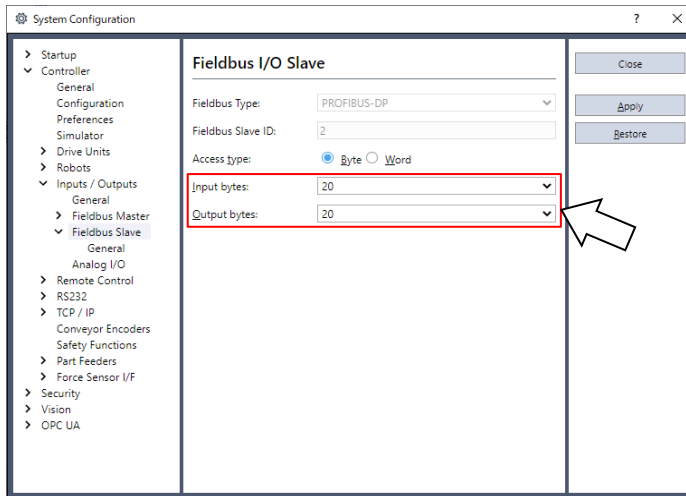 System Configuration
? ×
Startup
Controller
General
Configuration
Preferences
Simulator
Drive Units
Robots
Inputs / Outputs
General
Fieldbus Master
Fieldbus Slave
General
Analog I/O
Remote Control
RS232
TCP / IP
Conveyor Encoders
Safety Functions
Part Feeders
Force Sensor I/F
Security
Vision
OPC UA
Fieldbus I/O Slave
Fieldbus Type: PROFIBUS-DP
Fieldbus Slave ID: 2
Access type: Byte Word
Input bytes: 20
Output bytes: 20
Close
Apply
Restore